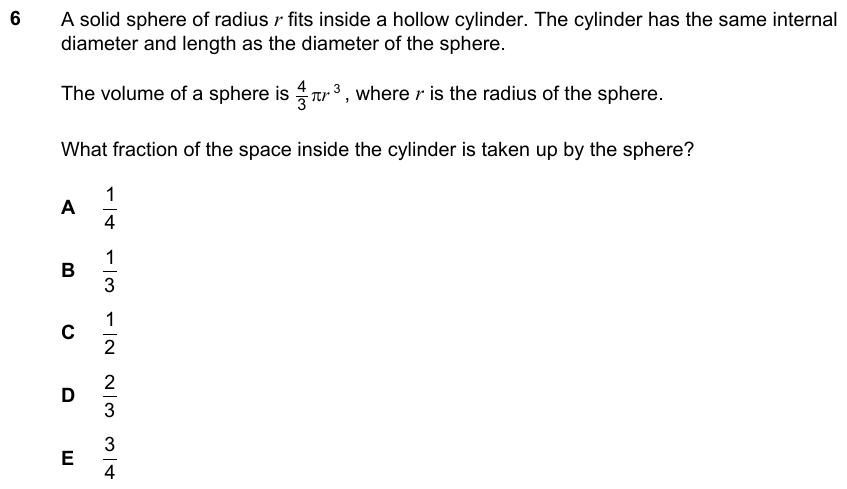 6 A solid sphere of radius r fits inside a hollow cylinder. The cylinder has the same internal
diameter and length as the diameter of the sphere.
The volume of a sphere is 4/3 πr³ , where r is the radius of the sphere.
What fraction of the space inside the cylinder is taken up by the sphere?
A 1/4
B 1/3
C 1/2
D 2/3
E 3/4